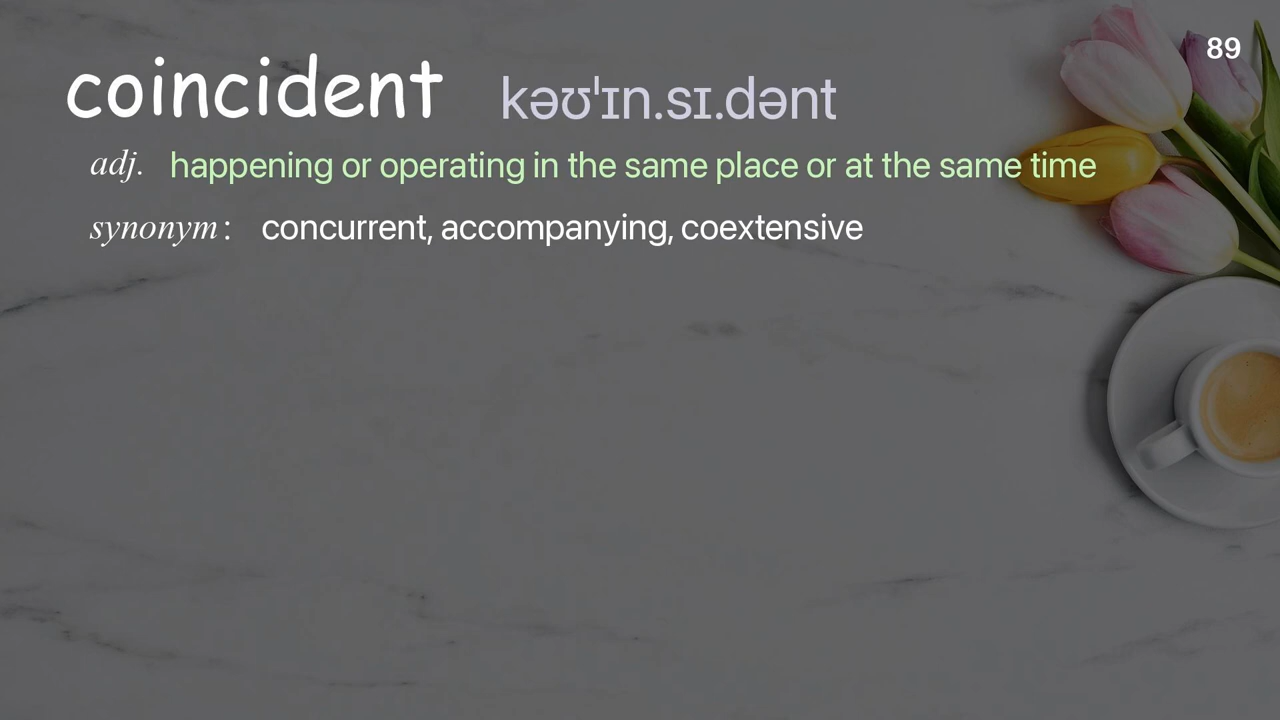 89
coincident kəʊˈɪn.sɪ.dənt
adj. happening or operating in the same place or at the same time
synonym: concurrent, accompanying, coextensive